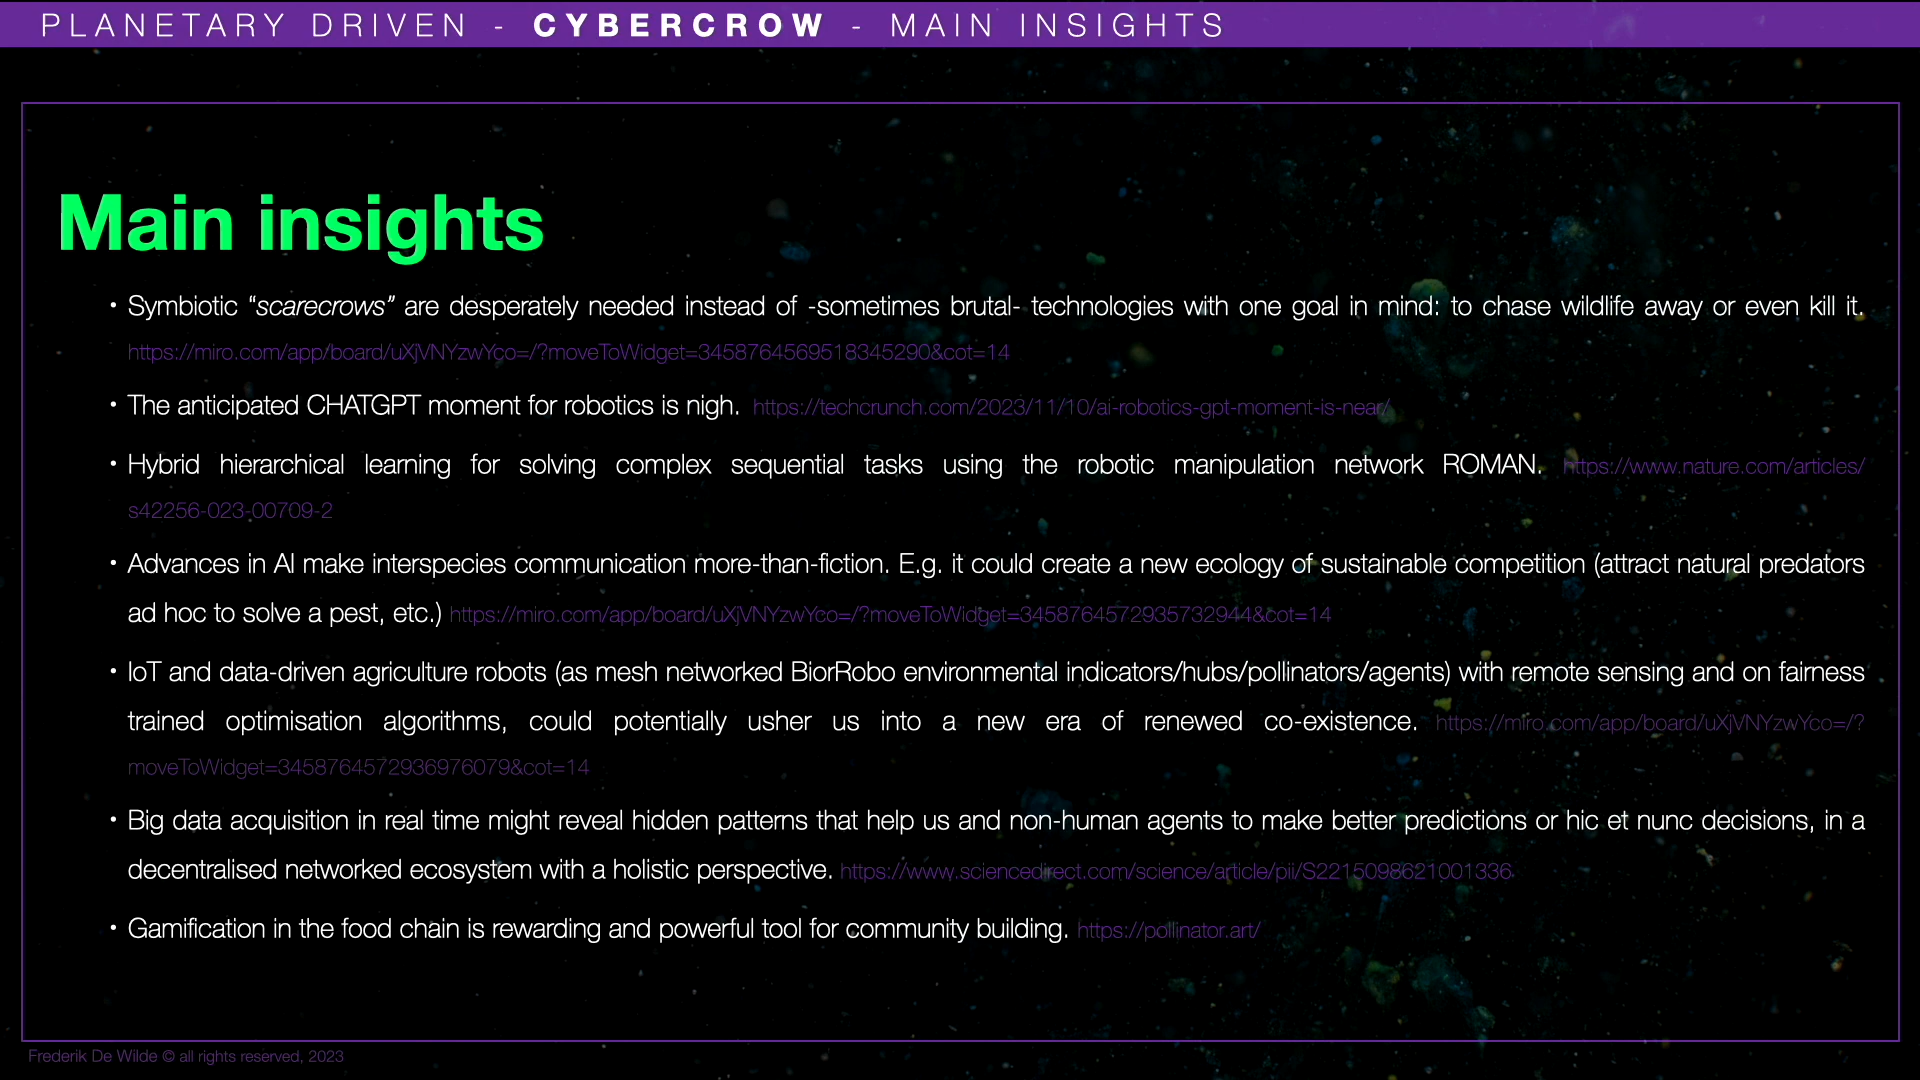 PLANETARY DRIVEN - CYBERCROW - MAIN INSIGHTS
Main insights
• Symbiotic “scarecrows” are desperately needed instead of -sometimes brutal- technologies with one goal in mind: to chase wildlife away or even kill it.
https://miro.com/app/board/uXjVNYzwYco=/?moveToWidget=3458764569518345290&cot=14
• The anticipated CHATGPT moment for robotics is nigh. https://techcrunch.com/2023/11/10/ai-robotics-gpt-moment-is-near/
• Hybrid hierarchical learning for solving complex sequential tasks using the robotic manipulation network ROMAN. https://www.nature.com/articles/
s42256-023-00709-2
• Advances in AI make interspecies communication more-than-fiction. E.g. it could create a new ecology of sustainable competition (attract natural predators
ad hoc to solve a pest, etc.) https://miro.com/app/board/uXjVNYzwYco=/?moveToWidget=3458764572935732944&cot=14
• IoT and data-driven agriculture robots (as mesh networked BiorRobo environmental indicators/hubs/pollinators/agents) with remote sensing and on fairness
trained optimisation algorithms, could potentially usher us into a new era of renewed co-existence. https://miro.com/app/board/uXjVNYzwYco=/?
moveToWidget=3458764572936976079&cot=14
• Big data acquisition in real time might reveal hidden patterns that help us and non-human agents to make better predictions or hic et nunc decisions, in a
decentralised networked ecosystem with a holistic perspective. https://www.sciencedirect.com/science/article/pii/S2215098621001336
• Gamification in the food chain is rewarding and powerful tool for community building. https://pollinator.art/
Frederik De Wilde © all rights reserved, 2023